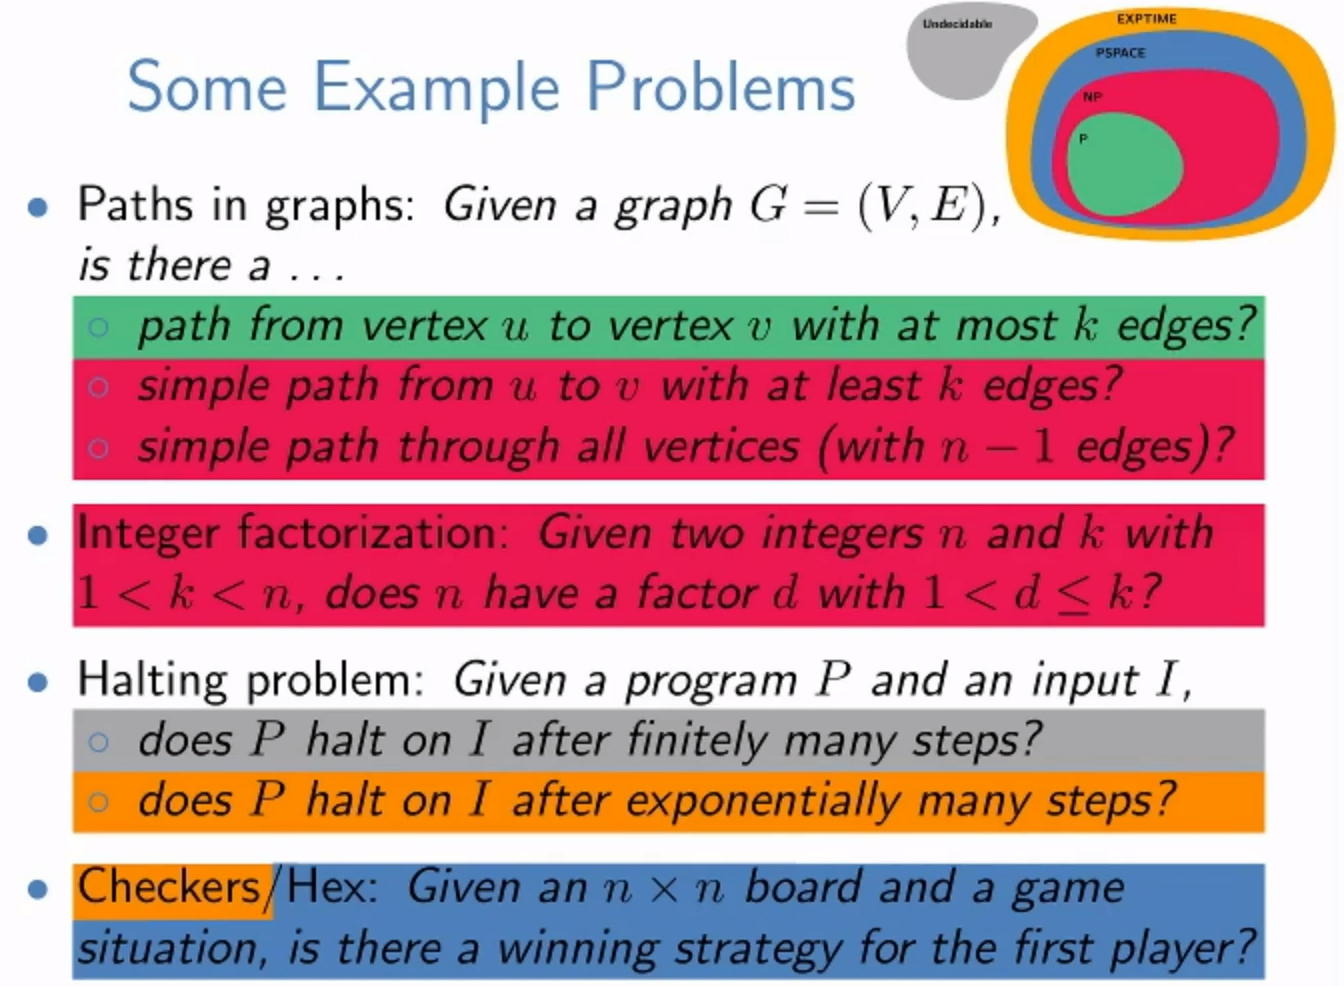 Undecidable
EXPTIME
PSPACE
NP
P
Some Example Problems
• Paths in graphs: Given a graph G = (V, E),
is there a ...
○ path from vertex u to vertex v with at most k edges?
○ simple path from u to v with at least k edges?
○ simple path through all vertices (with n − 1 edges)?
• Integer factorization: Given two integers n and k with
1 < k < n, does n have a factor d with 1 < d ≤ k?
• Halting problem: Given a program P and an input I,
○ does P halt on I after finitely many steps?
○ does P halt on I after exponentially many steps?
• Checkers/Hex: Given an n × n board and a game
situation, is there a winning strategy for the first player?